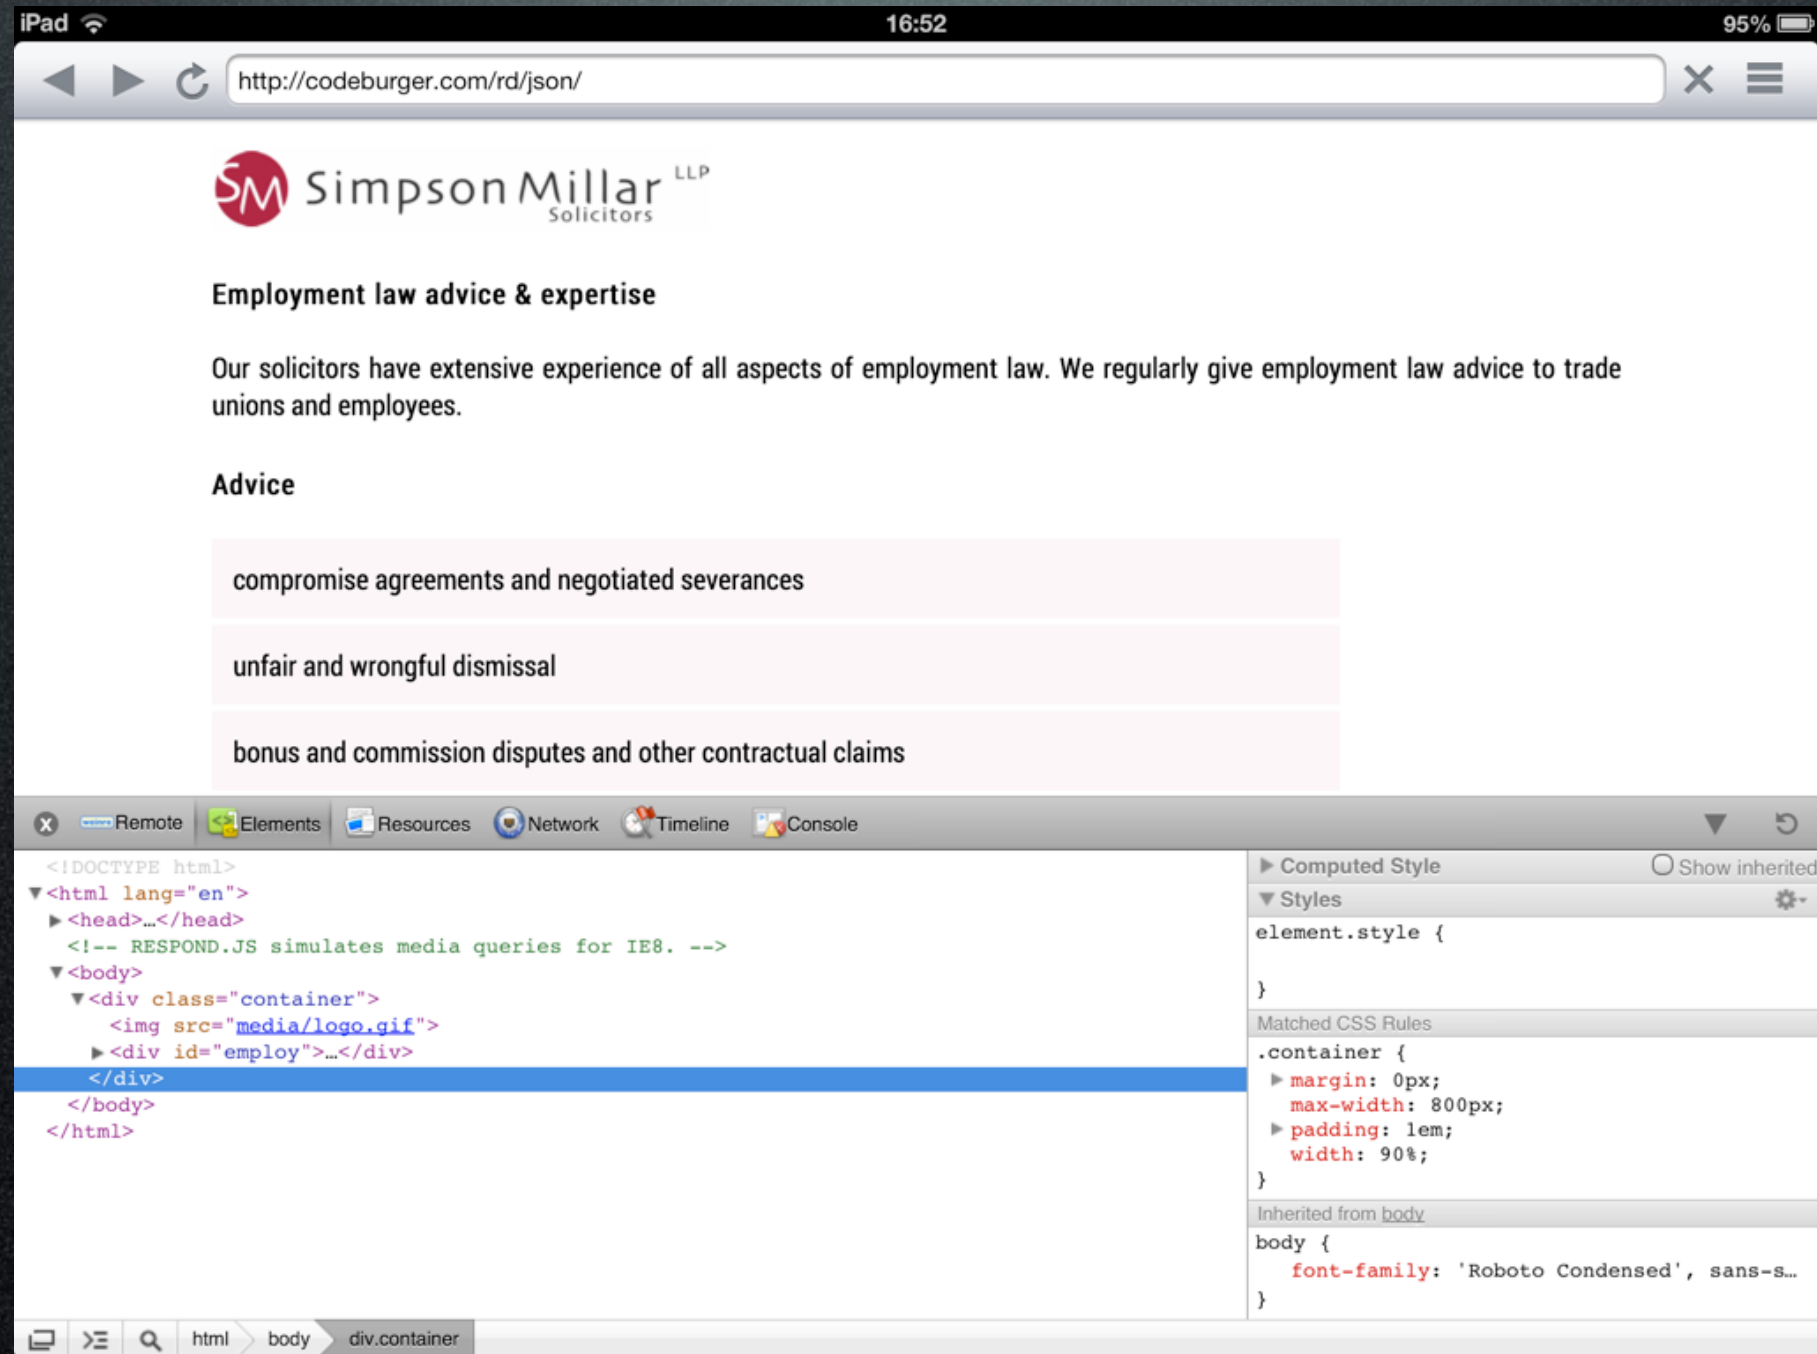 iPad 16:52 95%
http://codeburger.com/rd/json/
SM Simpson Millar LLP
Solicitors
Employment law advice & expertise
Our solicitors have extensive experience of all aspects of employment law. We regularly give employment law advice to trade
unions and employees.
Advice
compromise agreements and negotiated severances
unfair and wrongful dismissal
bonus and commission disputes and other contractual claims
Remote Elements Resources Network Timeline Console
<!DOCTYPE html>
<html lang="en">
<head>…</head>
<!-- RESPOND.JS simulates media queries for IE8. -->
<body>
<div class="container">
<img src="media/logo.gif">
<div id="employ">…</div>
</div>
</body>
</html>
Computed Style Show inherited
Styles
element.style {
}
Matched CSS Rules
.container {
margin: 0px;
max-width: 800px;
padding: 1em;
width: 90%;
}
Inherited from body
body {
font-family: 'Roboto Condensed', sans-s…
}
html body div.container